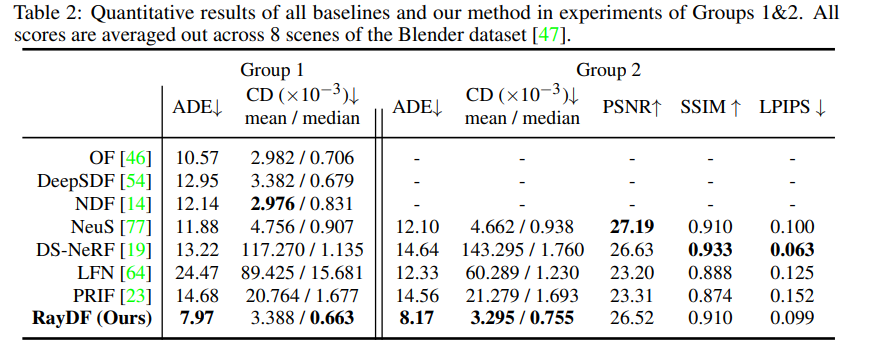 Table 2: Quantitative results of all baselines and our method in experiments of Groups 1&2. All
scores are averaged out across 8 scenes of the Blender dataset [47].
Group 1 Group 2
ADE↓ CD (×10⁻³)↓ mean / median ADE↓ CD (×10⁻³)↓ mean / median PSNR↑ SSIM ↑ LPIPS ↓
OF [46] 10.57 2.982 / 0.706 - - - - -
DeepSDF [54] 12.95 3.382 / 0.679 - - - - -
NDF [14] 12.14 2.976 / 0.831 - - - - -
NeuS [77] 11.88 4.756 / 0.907 12.10 4.662 / 0.938 27.19 0.910 0.100
DS-NeRF [19] 13.22 117.270 / 1.135 14.64 143.295 / 1.760 26.63 0.933 0.063
LFN [64] 24.47 89.425 / 15.681 12.33 60.289 / 1.230 23.20 0.888 0.125
PRIF [23] 14.68 20.764 / 1.677 14.56 21.279 / 1.693 23.31 0.874 0.152
RayDF (Ours) 7.97 3.388 / 0.663 8.17 3.295 / 0.755 26.52 0.910 0.099